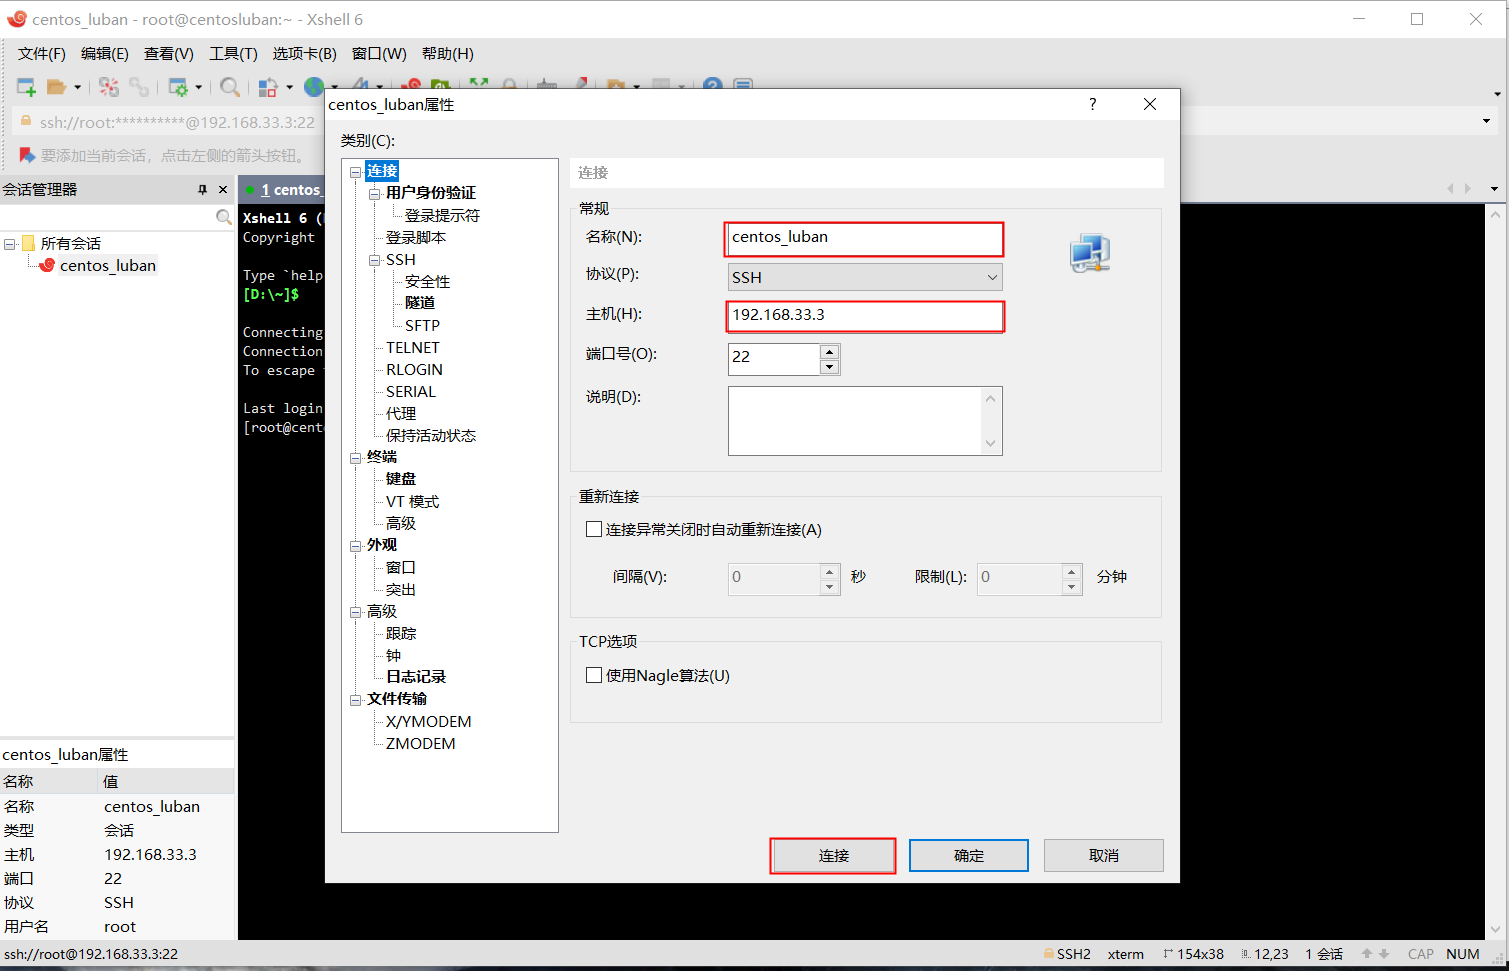 centos_luban - root@centosluban:~ - Xshell 6
文件(F) 编辑(E) 查看(V) 工具(T) 选项卡(B) 窗口(W) 帮助(H)
ssh://root:**********@192.168.33.3:22
要添加当前会话，点击左侧的箭头按钮。
会话管理器
所有会话
centos_luban
1 centos_
Xshell 6 (
Copyright
Type `help
[D:\~]$
Connecting
Connection
To escape
Last login
[root@cent
centos_luban属性
?
类别(C):
连接
用户身份验证
登录提示符
登录脚本
SSH
安全性
隧道
SFTP
TELNET
RLOGIN
SERIAL
代理
保持活动状态
终端
键盘
VT 模式
高级
外观
窗口
突出
高级
跟踪
钟
日志记录
文件传输
X/YMODEM
ZMODEM
连接
常规
名称(N): centos_luban
协议(P): SSH
主机(H): 192.168.33.3
端口号(O): 22
说明(D):
重新连接
连接异常关闭时自动重新连接(A)
间隔(V): 0 秒 限制(L): 0 分钟
TCP选项
使用Nagle算法(U)
连接 确定 取消
centos_luban属性
名称 值
名称 centos_luban
类型 会话
主机 192.168.33.3
端口 22
协议 SSH
用户名 root
ssh://root@192.168.33.3:22 SSH2 xterm 154x38 12,23 1 会话 CAP NUM